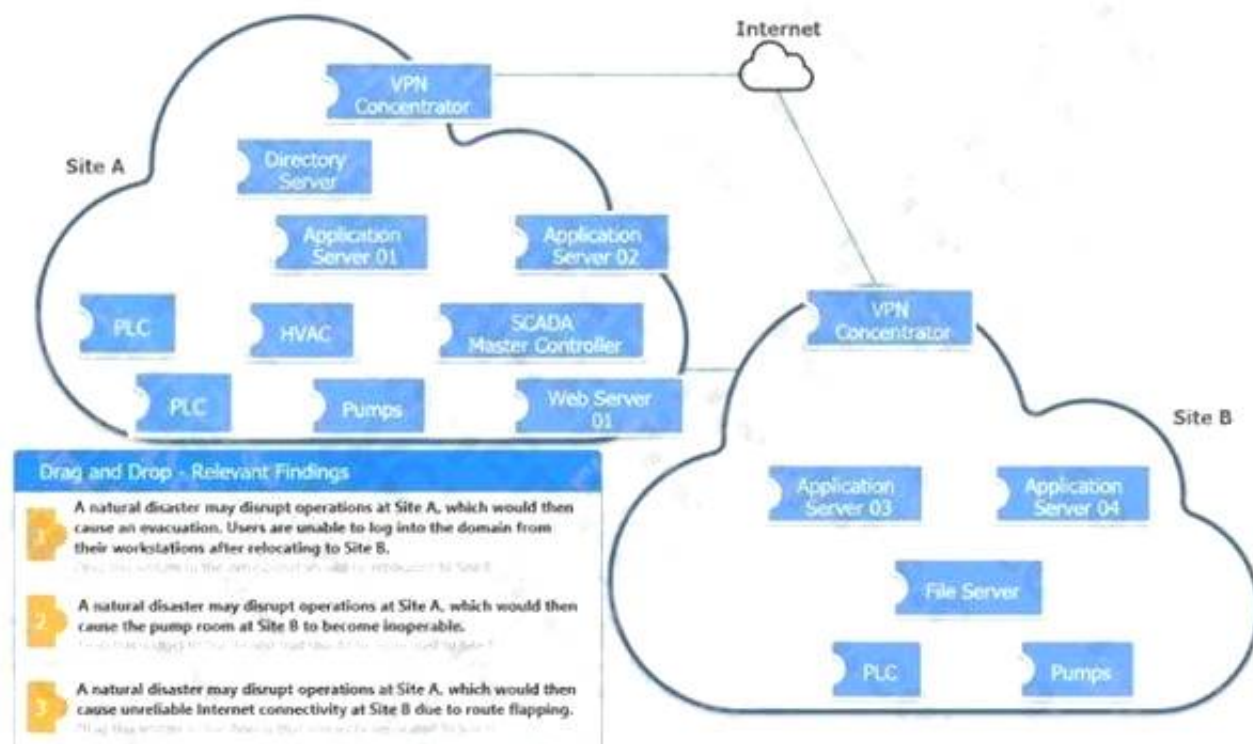 Internet
VPN
Concentrator
Site A
Directory
Server
Application
Server 01
Application
Server 02
PLC
HVAC
SCADA
Master Controller
VPN
Concentrator
PLC
Pumps
Web Server
01
Site B
Drag and Drop - Relevant Findings
1
A natural disaster may disrupt operations at Site A, which would then
cause an evacuation. Users are unable to log into the domain from
their workstations after relocating to Site B.
2
A natural disaster may disrupt operations at Site A, which would then
cause the pump room at Site B to become inoperable.
3
A natural disaster may disrupt operations at Site A, which would then
cause unreliable Internet connectivity at Site B due to route flapping.
Application
Server 03
Application
Server 04
File Server
PLC
Pumps